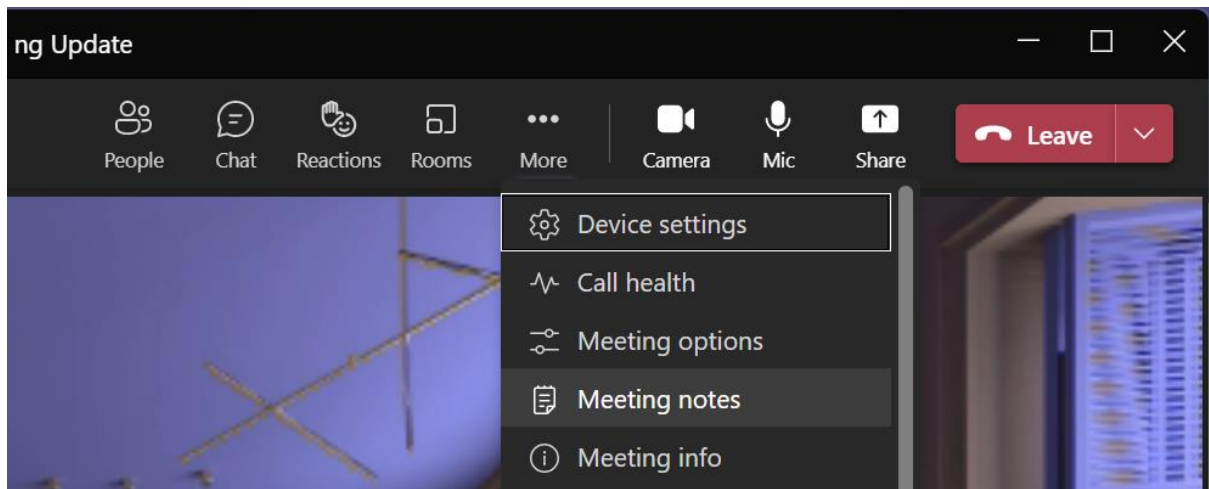 ng Update
People Chat Reactions Rooms More Camera Mic Share Leave
Device settings
Call health
Meeting options
Meeting notes
Meeting info